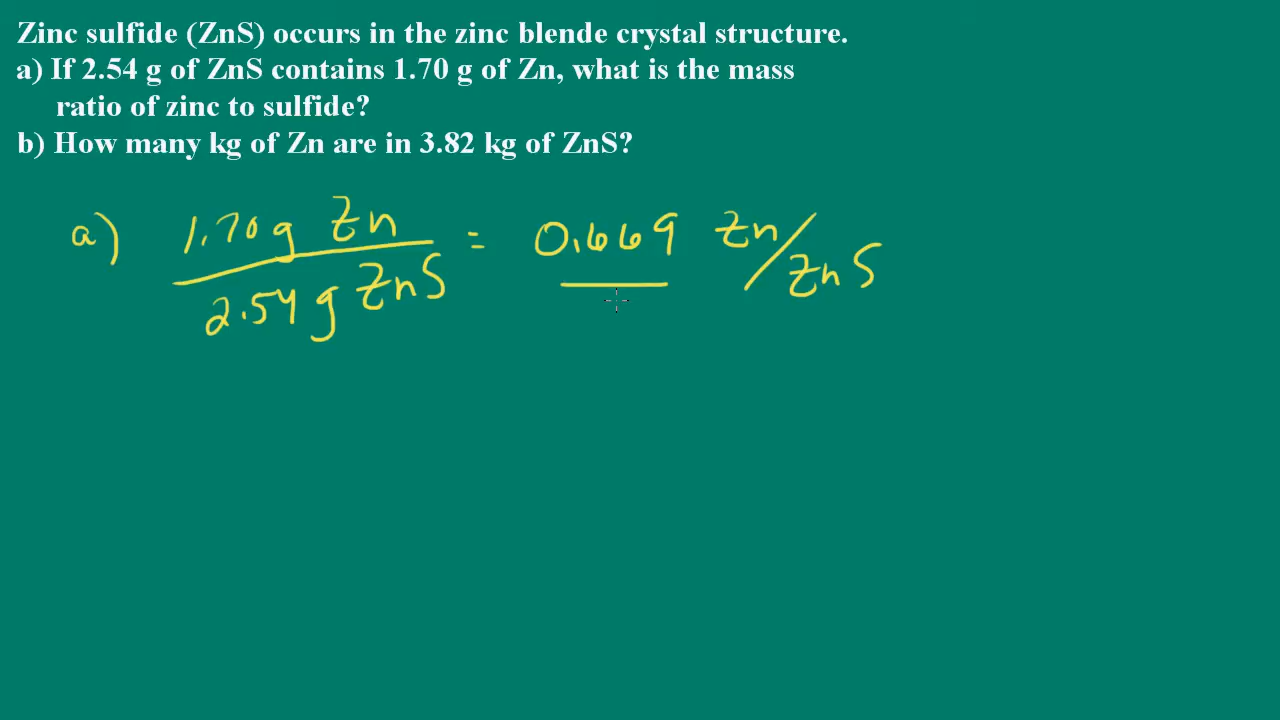 Zinc sulfide (ZnS) occurs in the zinc blende crystal structure.
a) If 2.54 g of ZnS contains 1.70 g of Zn, what is the mass
ratio of zinc to sulfide?
b) How many kg of Zn are in 3.82 kg of ZnS?
a) 1.70 g Zn / 2.54 g ZnS = 0.669 Zn/ZnS